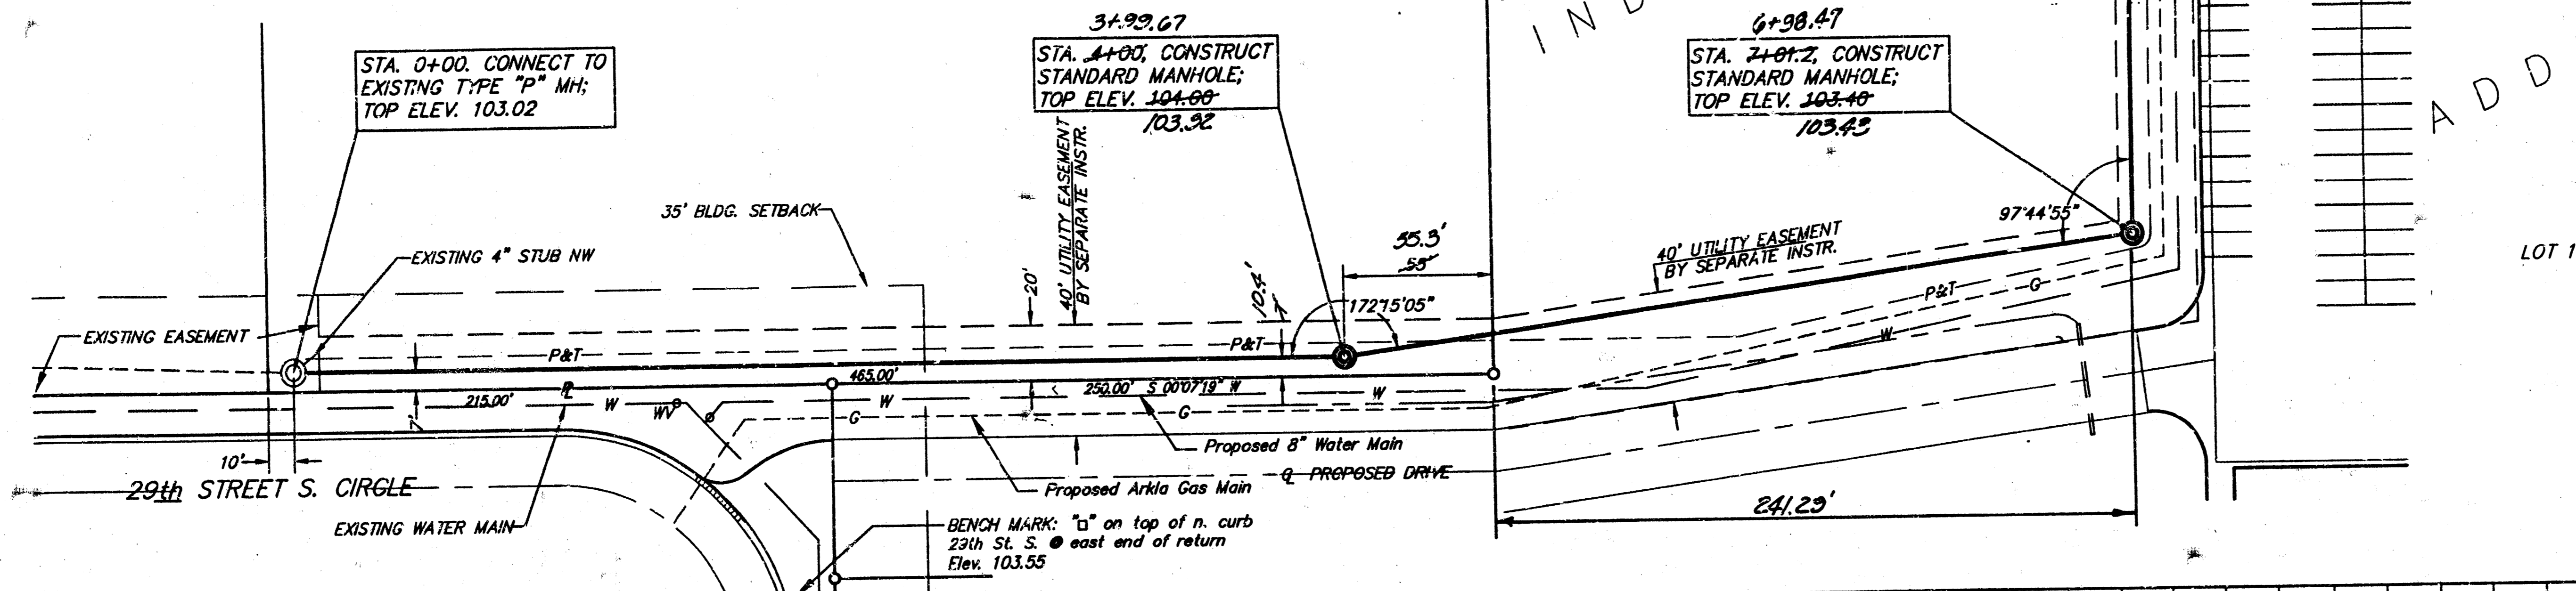 I N D
A D D
3+99.67
6+98.47
STA. 0+00. CONNECT TO
EXISTING TYPE "P" MH;
TOP ELEV. 103.02
STA. 4+00, CONSTRUCT
STANDARD MANHOLE;
TOP ELEV. 104.00
103.92
STA. 7+01.2, CONSTRUCT
STANDARD MANHOLE;
TOP ELEV. 103.40
103.43
35' BLDG. SETBACK
EXISTING 4" STUB NW
EXISTING EASEMENT
20'
40' UTILITY EASEMENT
BY SEPARATE INSTR.
10.4'
55.3'
55'
172°15'05"
40' UTILITY EASEMENT
BY SEPARATE INSTR.
97°44'55"
LOT 1
P&T
P&T
P&T
G
W
465.00'
215.00'
250.00' S 00°07'19" W
W
WV
W
W
G
G
7'
10'
29th STREET S. CIRCLE
EXISTING WATER MAIN
Proposed 8" Water Main
Proposed Arkla Gas Main
PROPOSED DRIVE
BENCH MARK: "□" on top of n. curb
29th St. S. @ east end of return
Elev. 103.55
241.29'